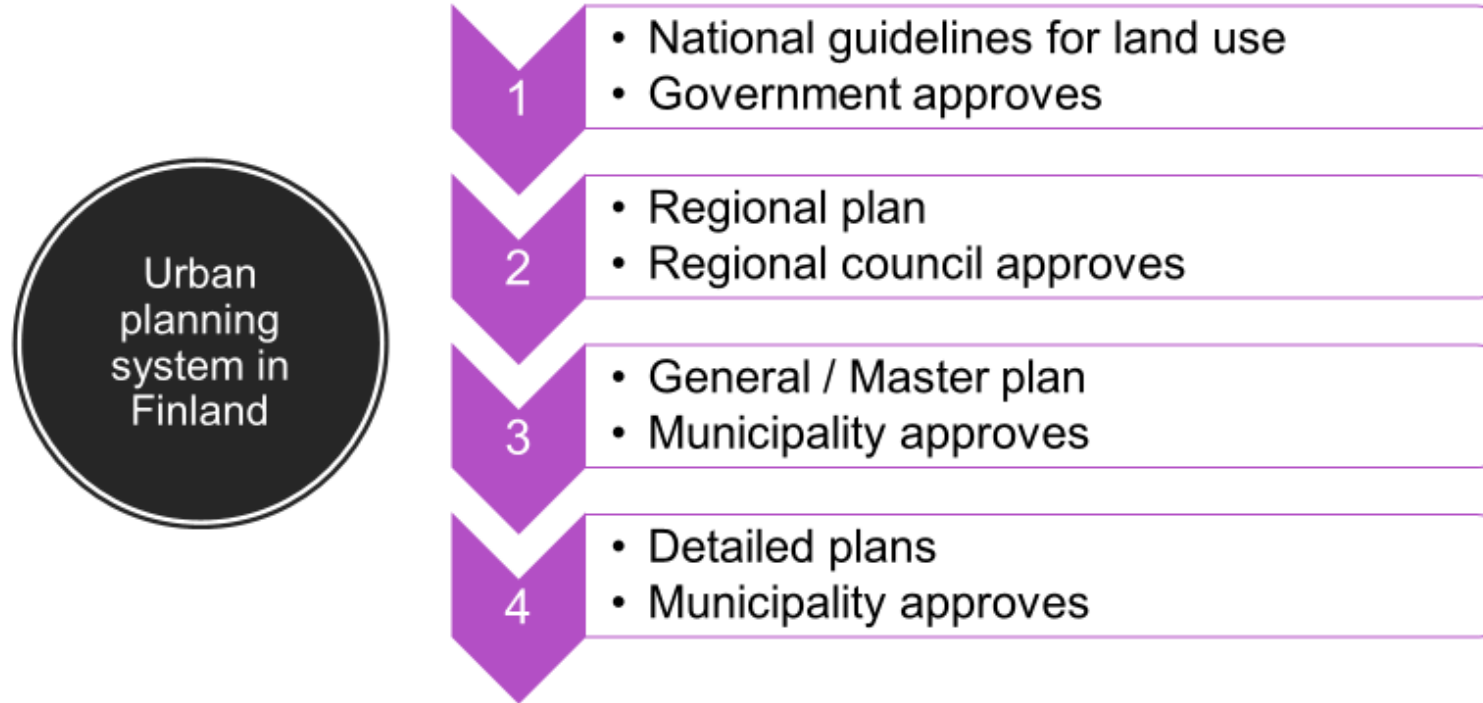 Urban
planning
system in
Finland
1
• National guidelines for land use
• Government approves
2
• Regional plan
• Regional council approves
3
• General / Master plan
• Municipality approves
4
• Detailed plans
• Municipality approves